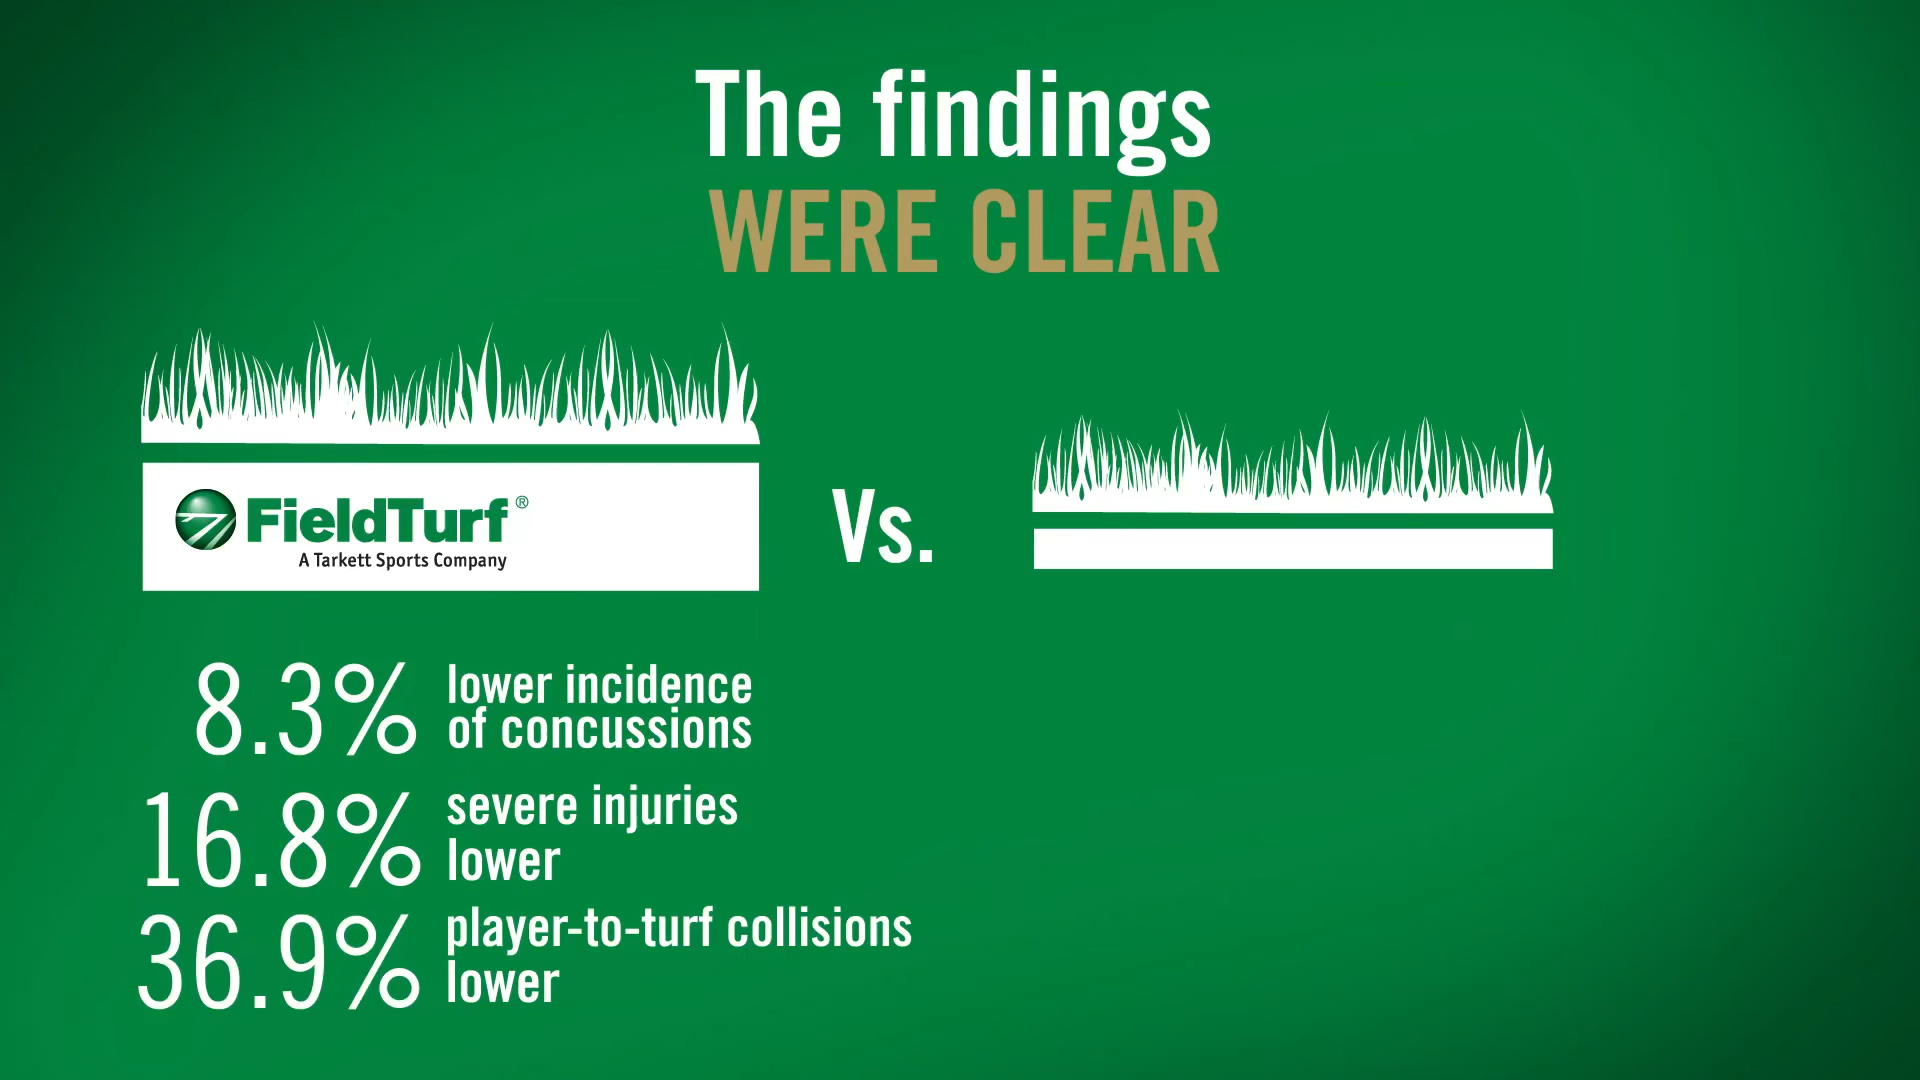 The findings
WERE CLEAR
FieldTurf®
A Tarkett Sports Company
Vs.
8.3% lower incidence
of concussions
16.8% severe injuries
lower
36.9% player-to-turf collisions
lower